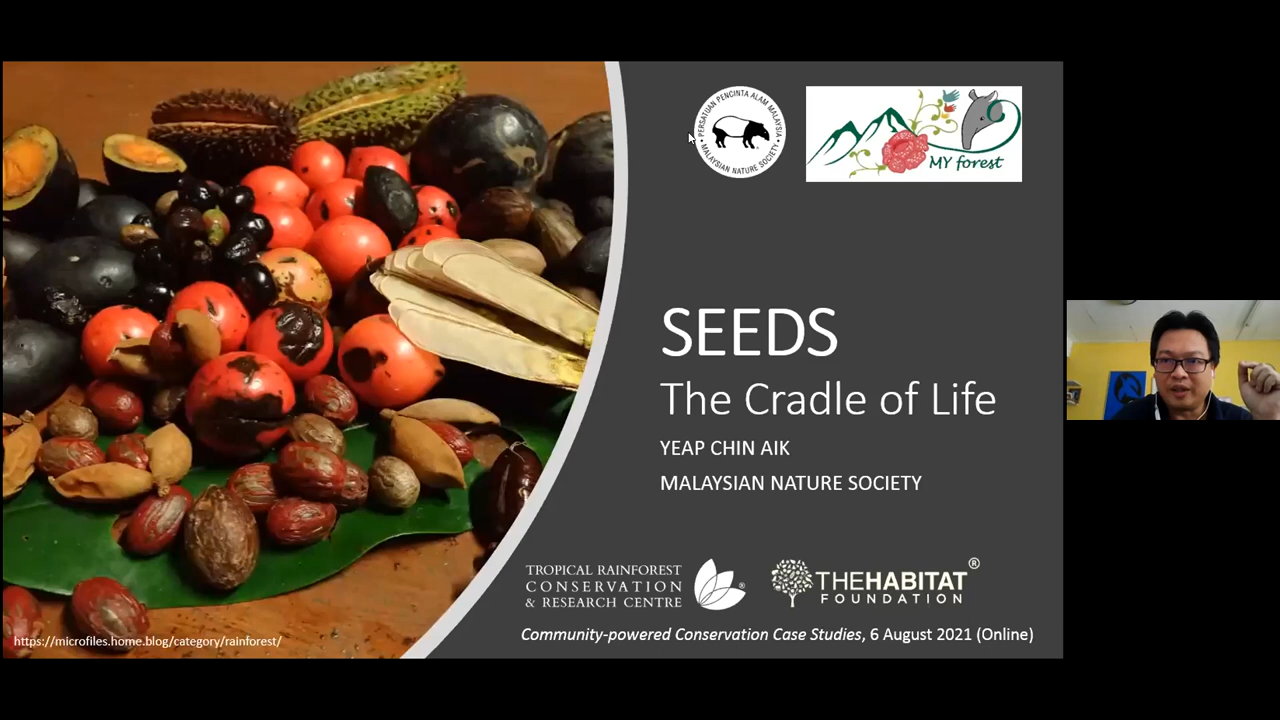 PERSATUAN PENCINTA ALAM MALAYSIA
MALAYSIAN NATURE SOCIETY
MY forest
SEEDS
The Cradle of Life
YEAP CHIN AIK
MALAYSIAN NATURE SOCIETY
TROPICAL RAINFOREST
CONSERVATION
& RESEARCH CENTRE
®
THEHABITAT®
FOUNDATION
Community-powered Conservation Case Studies, 6 August 2021 (Online)
https://microfiles.home.blog/category/rainforest/